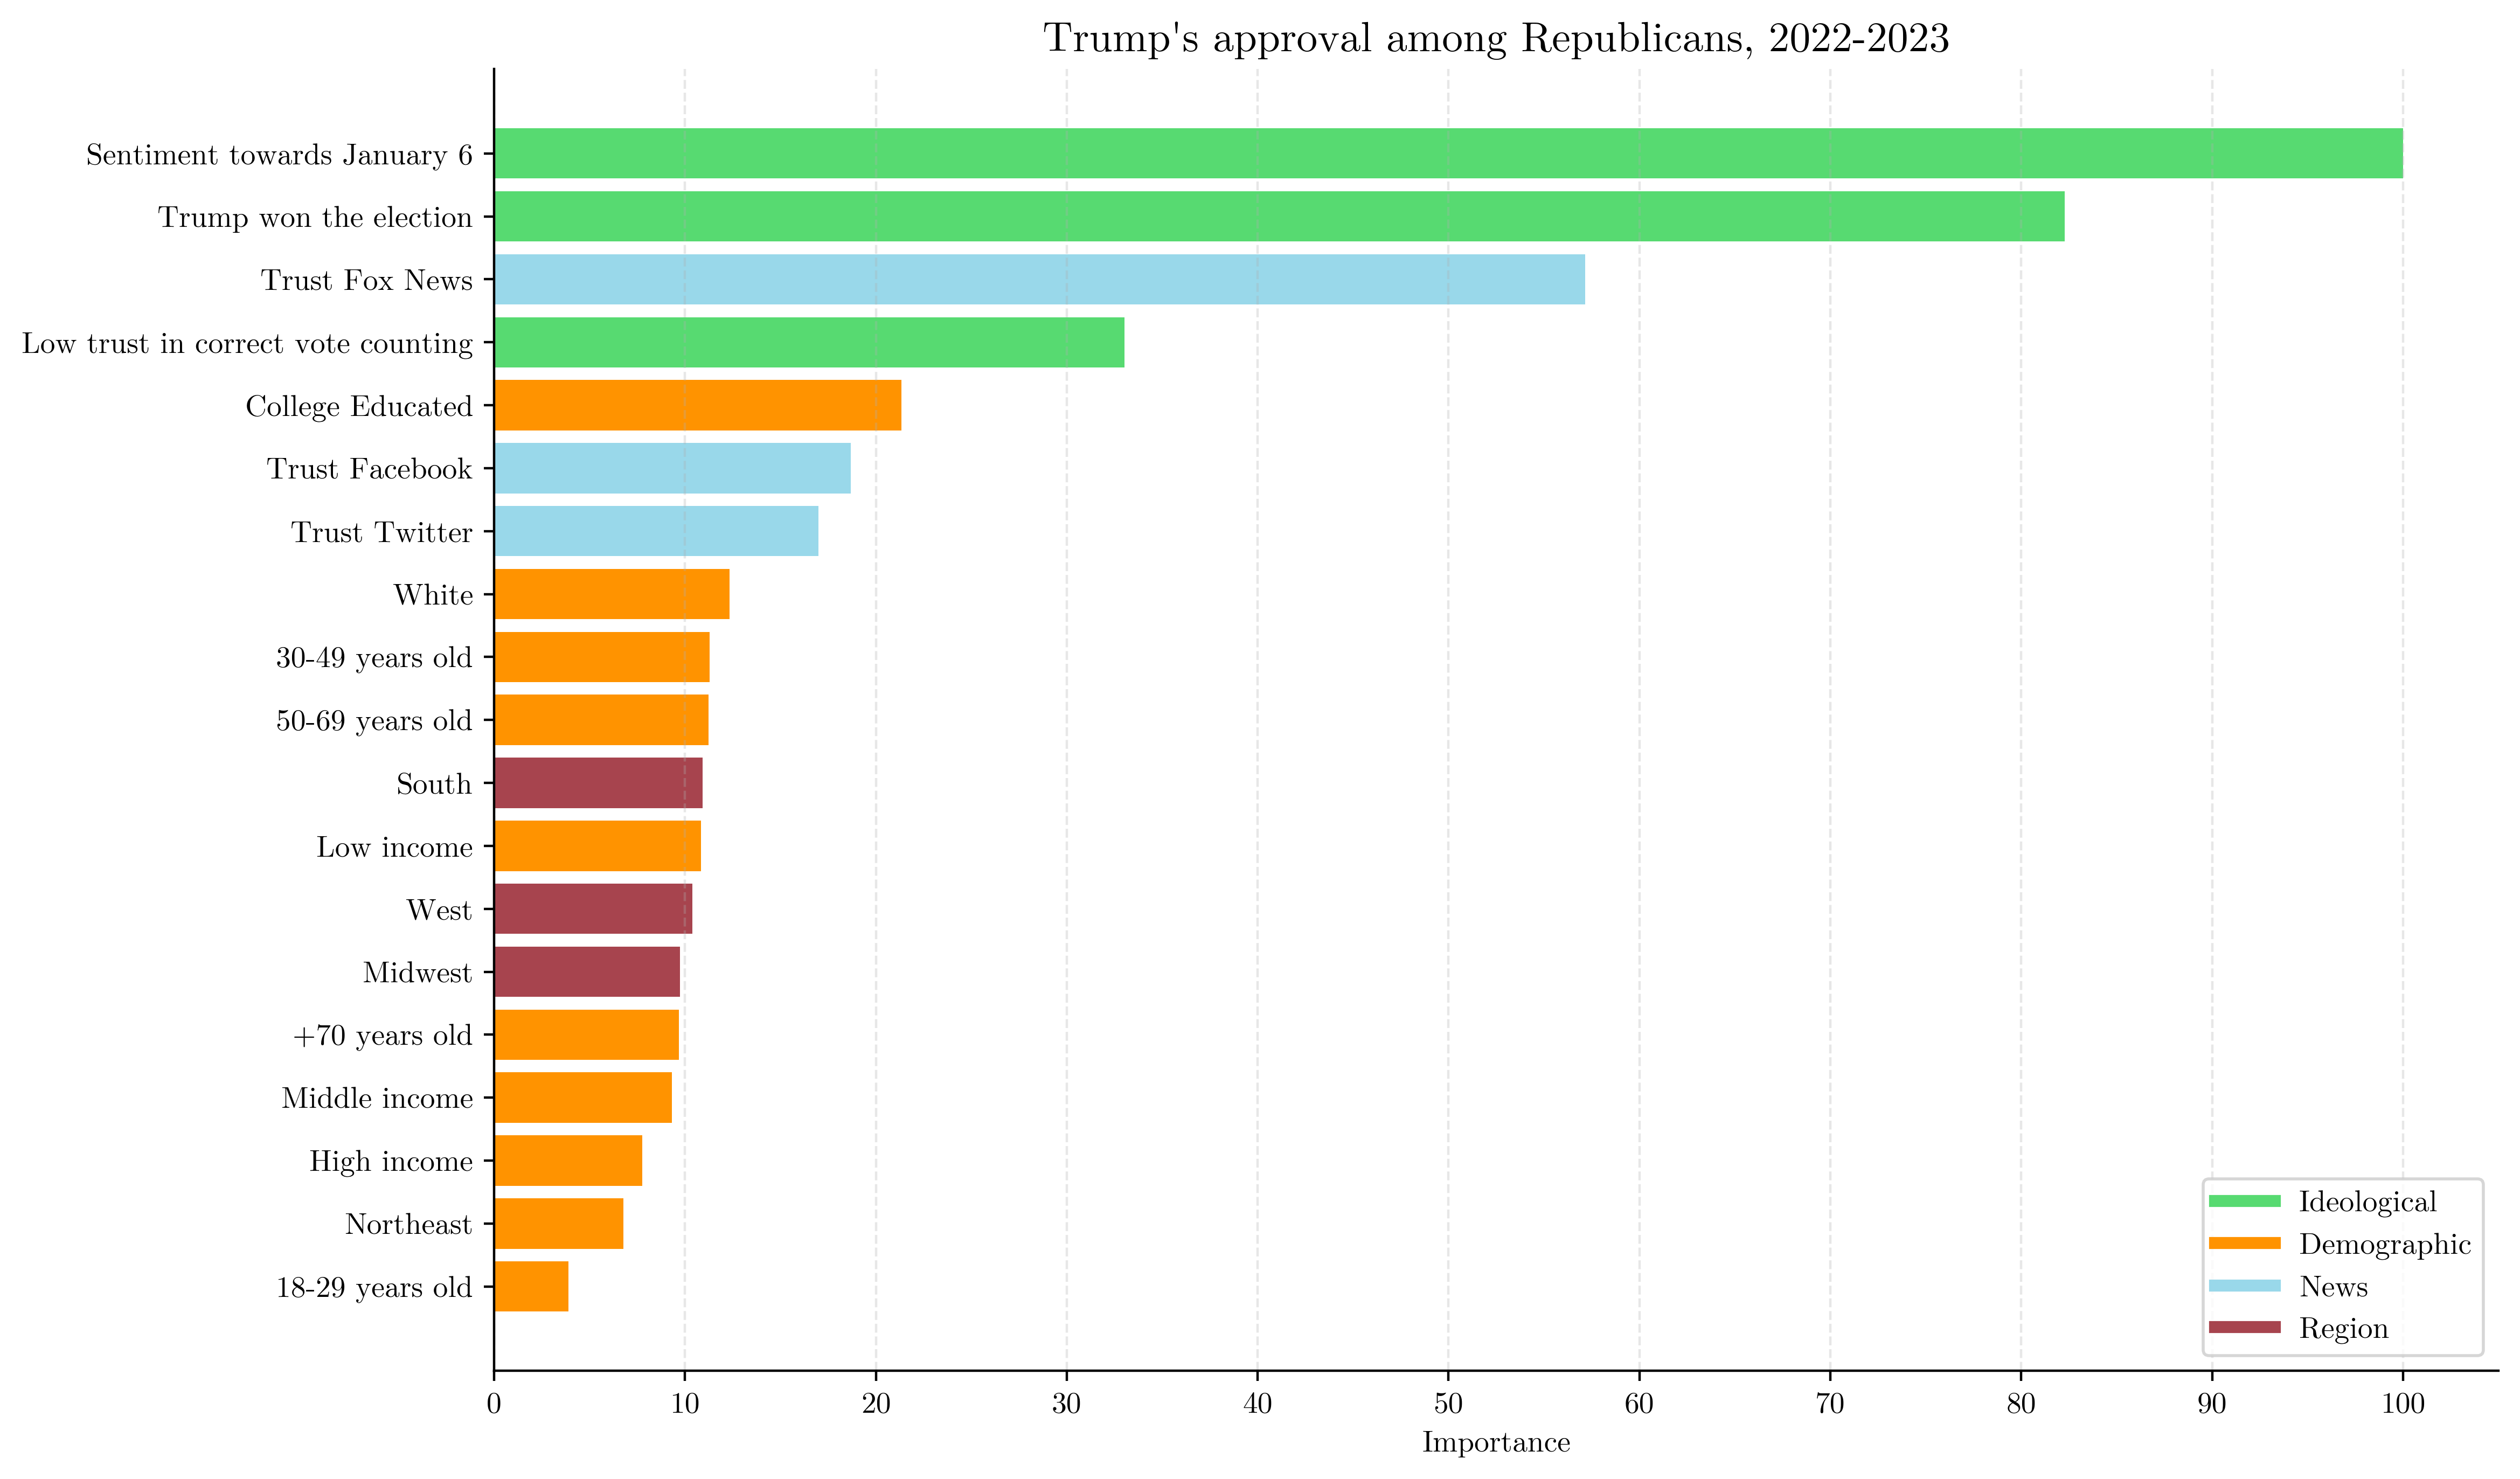 Trump's approval among Republicans, 2022-2023
Sentiment towards January 6
Trump won the election
Trust Fox News
Low trust in correct vote counting
College Educated
Trust Facebook
Trust Twitter
White
30-49 years old
50-69 years old
South
Low income
West
Midwest
+70 years old
Middle income
High income
Northeast
18-29 years old
Ideological
Demographic
News
Region
0 10 20 30 40 50 60 70 80 90 100
Importance